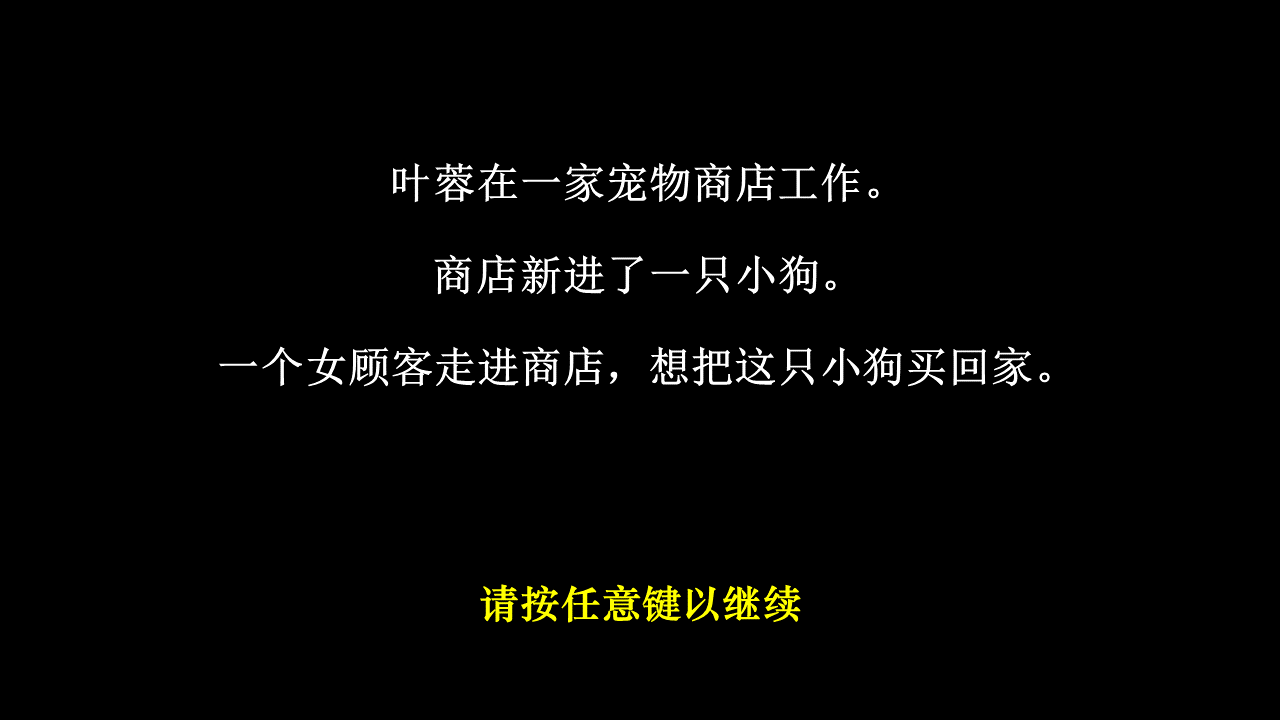 叶蓉在一家宠物商店工作。
商店新进了一只小狗。
一个女顾客走进商店，想把这只小狗买回家。
请按任意键以继续